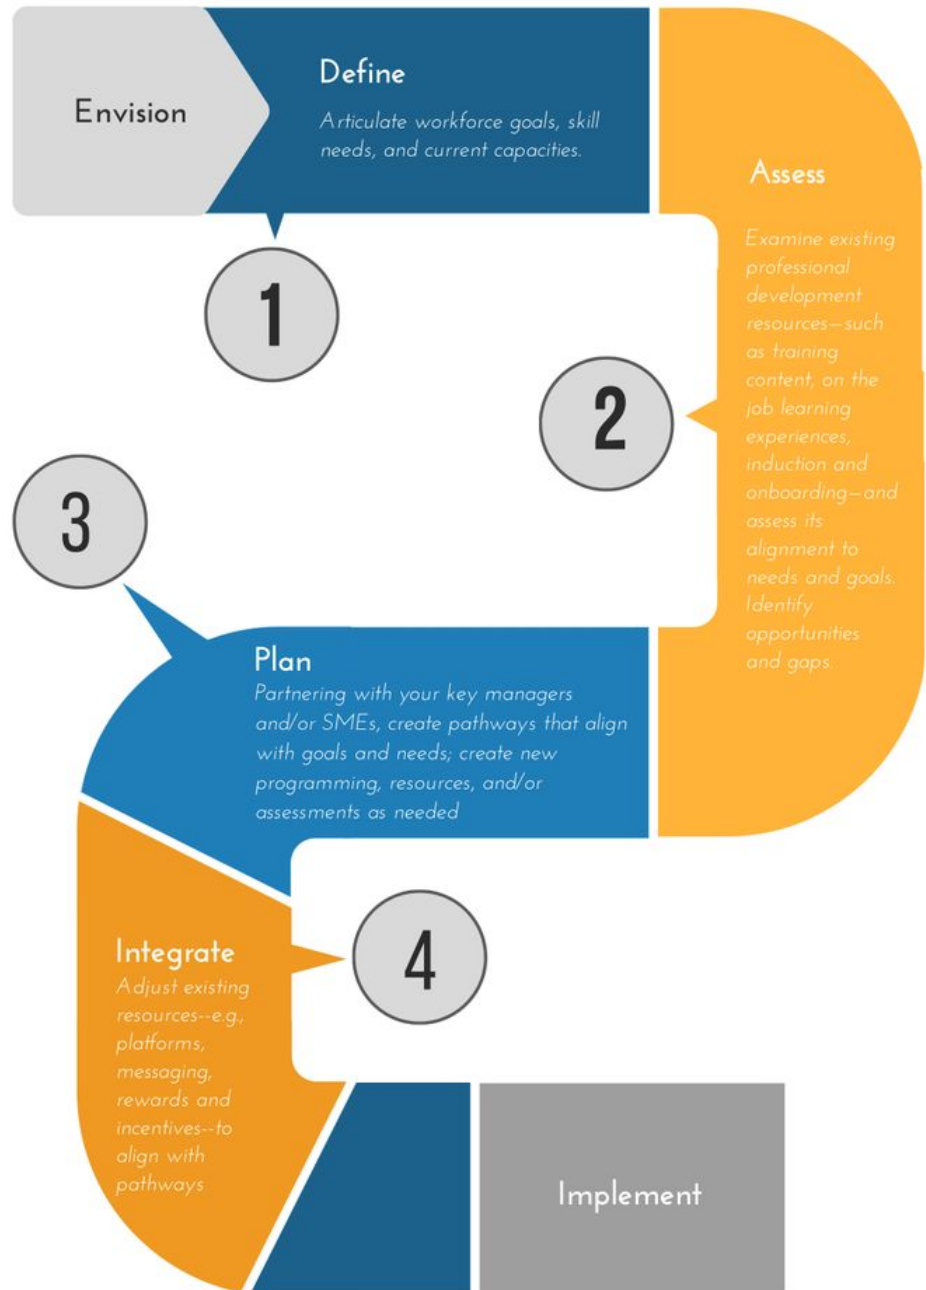 Envision
Define
Articulate workforce goals, skill
needs, and current capacities.
1
Assess
Examine existing
professional
development
resources—such
as training
content, on the
job learning
experiences,
induction and
onboarding—and
assess its
alignment to
needs and goals.
Identify
opportunities
and gaps.
2
3
Plan
Partnering with your key managers
and/or SMEs, create pathways that align
with goals and needs; create new
programming, resources, and/or
assessments as needed
4
Integrate
Adjust existing
resources--e.g.,
platforms,
messaging,
rewards and
incentives--to
align with
pathways
Implement